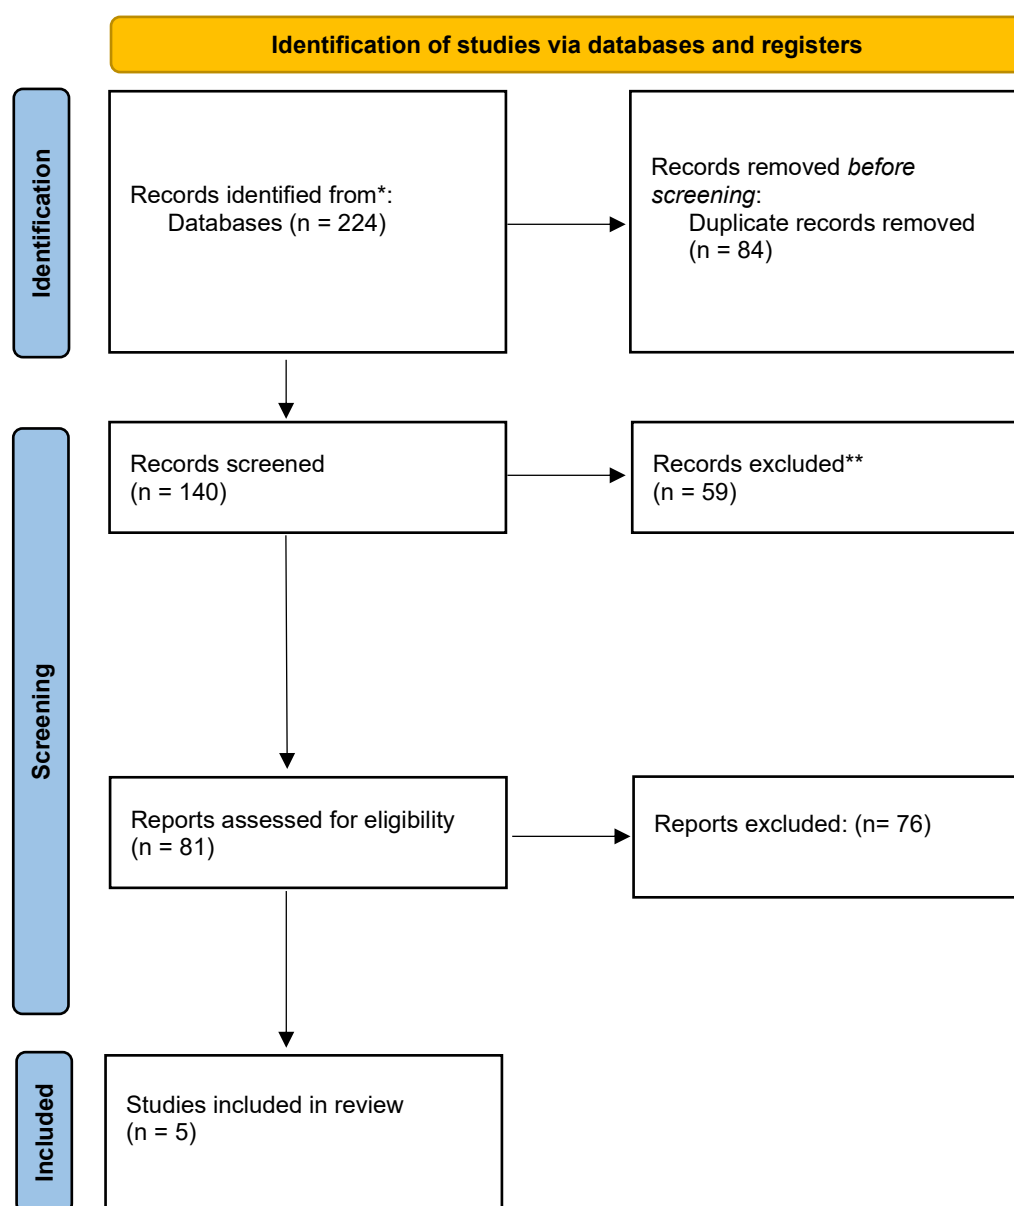 Identification of studies via databases and registers
Identification
Records identified from*:
Databases (n = 224)
Records removed before
screening:
Duplicate records removed
(n = 84)
Screening
Records screened
(n = 140)
Records excluded**
(n = 59)
Reports assessed for eligibility
(n = 81)
Reports excluded: (n= 76)
Included
Studies included in review
(n = 5)